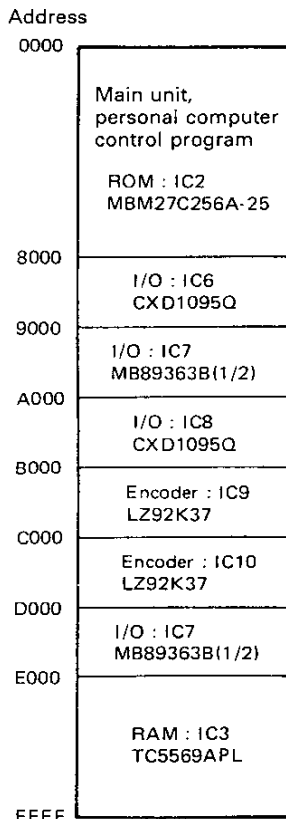 Address
0000
Main unit,
personal computer
control program
ROM : IC2
MBM27C256A-25
8000
I/O : IC6
CXD1095Q
9000
I/O : IC7
MB89363B(1/2)
A000
I/O : IC8
CXD1095Q
B000
Encoder : IC9
LZ92K37
C000
Encoder : IC10
LZ92K37
D000
I/O : IC7
MB89363B(1/2)
E000
RAM : IC3
TC5569APL
FFFF